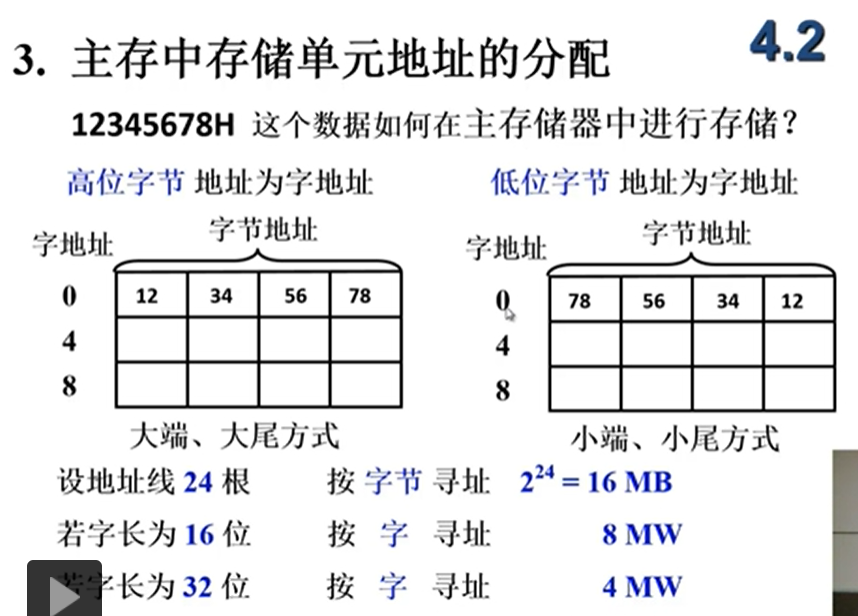 3. 主存中存储单元地址的分配
4.2
12345678H 这个数据如何在主存储器中进行存储？
高位字节 地址为字地址
低位字节 地址为字地址
字地址
字节地址
0 12 34 56 78
4
8
大端、大尾方式
字地址
字节地址
0 78 56 34 12
4
8
小端、小尾方式
设地址线 24 根 按 字节 寻址 2²⁴ = 16 MB
若字长为 16 位 按 字 寻址 8 MW
若字长为 32 位 按 字 寻址 4 MW